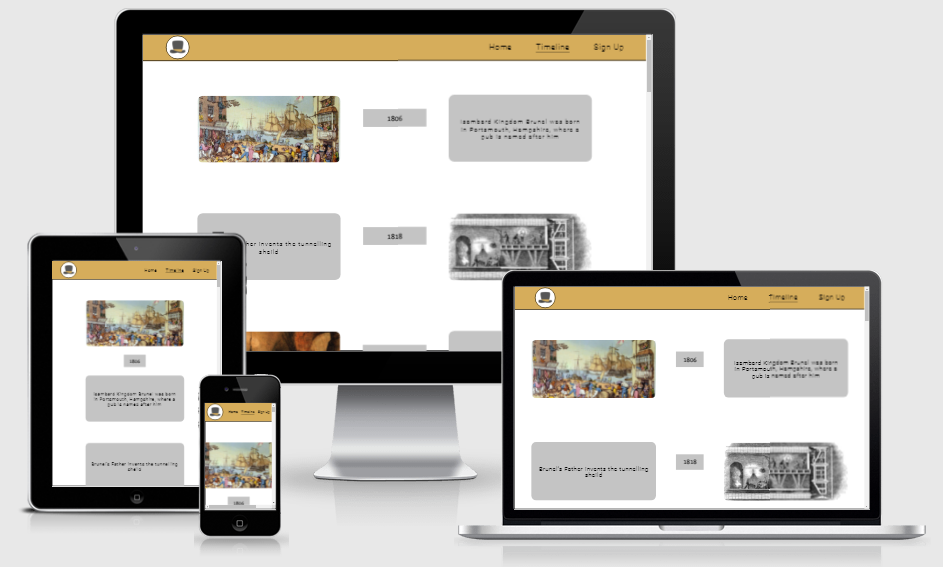 Home Timeline Sign Up
1806
Isambard Kingdom Brunel was born
in Portsmouth, Hampshire, where a
pub is named after him
1818
her invents the tunnelling
sheild
Home Timeline Sign Up
1806
Isambard Kingdom Brunel was born
in Portsmouth, Hampshire, where a
pub is named after him
Brunel's Father invents the tunnelling
sheild
Home Timeline Sign Up
1806
Home Timeline Sign Up
1806
Isambard Kingdom Brunel was born
in Portsmouth, Hampshire, where a
pub is named after him
1818
Brunel's Father invents the tunnelling
sheild